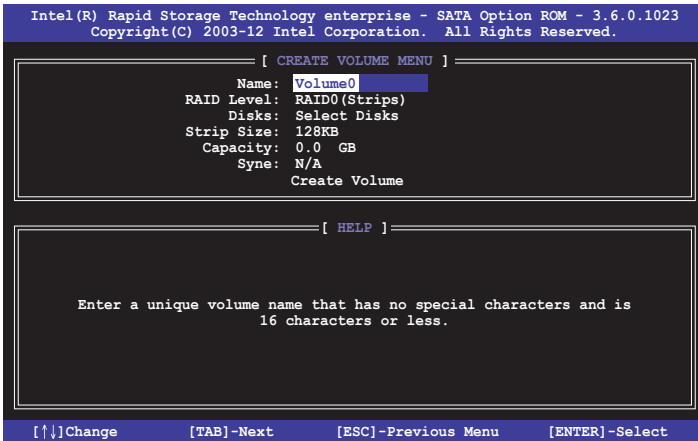 Intel(R) Rapid Storage Technology enterprise - SATA Option ROM - 3.6.0.1023
Copyright(C) 2003-12 Intel Corporation.  All Rights Reserved.
[ CREATE VOLUME MENU ]
Name: Volume0
RAID Level: RAID0(Strips)
Disks: Select Disks
Strip Size: 128KB
Capacity: 0.0  GB
Syne: N/A
Create Volume
[ HELP ]
Enter a unique volume name that has no special characters and is
16 characters or less.
[↑↓]Change [TAB]-Next [ESC]-Previous Menu [ENTER]-Select